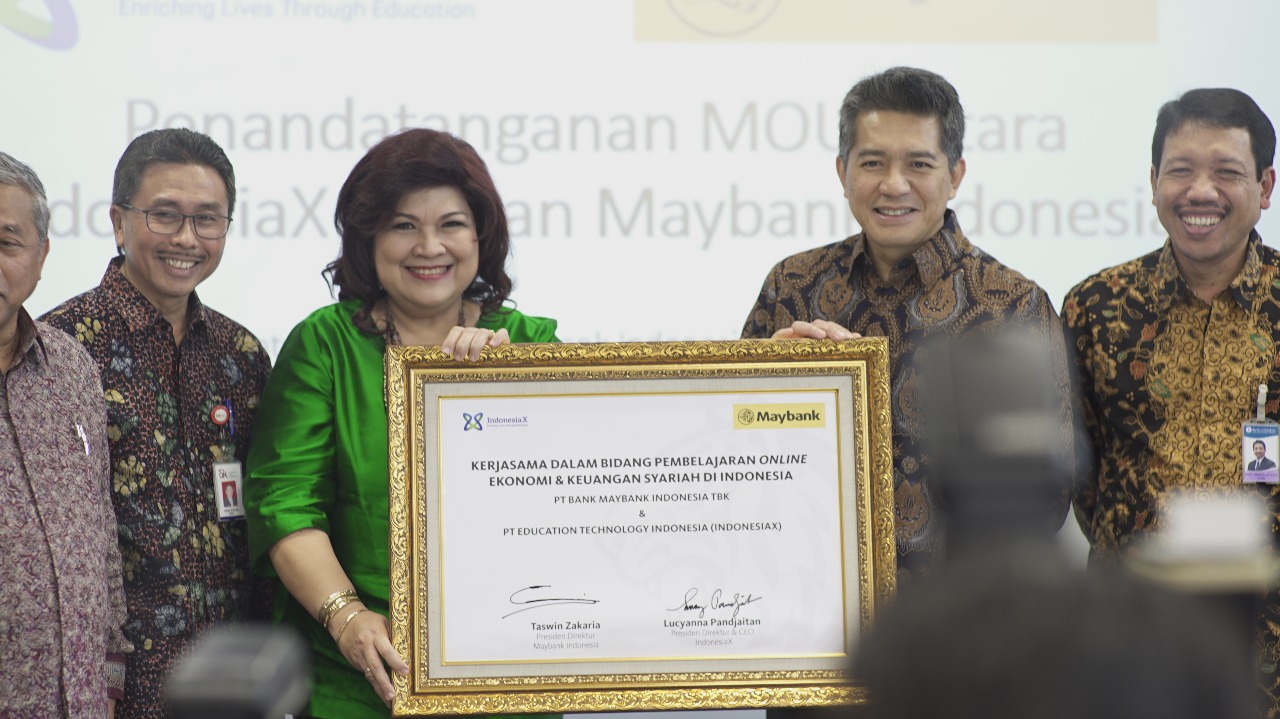 Enriching Lives Through Education
Penandatanganan MOU
Maybank Indonesia
IndonesiaX
Maybank
KERJASAMA DALAM BIDANG PEMBELAJARAN ONLINE
EKONOMI & KEUANGAN SYARIAH DI INDONESIA
PT BANK MAYBANK INDONESIA TBK
&
PT EDUCATION TECHNOLOGY INDONESIA (INDONESIAX)
Taswin Zakaria
Presiden Direktur
Maybank Indonesia
Lucyanna Pandjaitan
Presiden Direktur & CEO
IndonesiaX